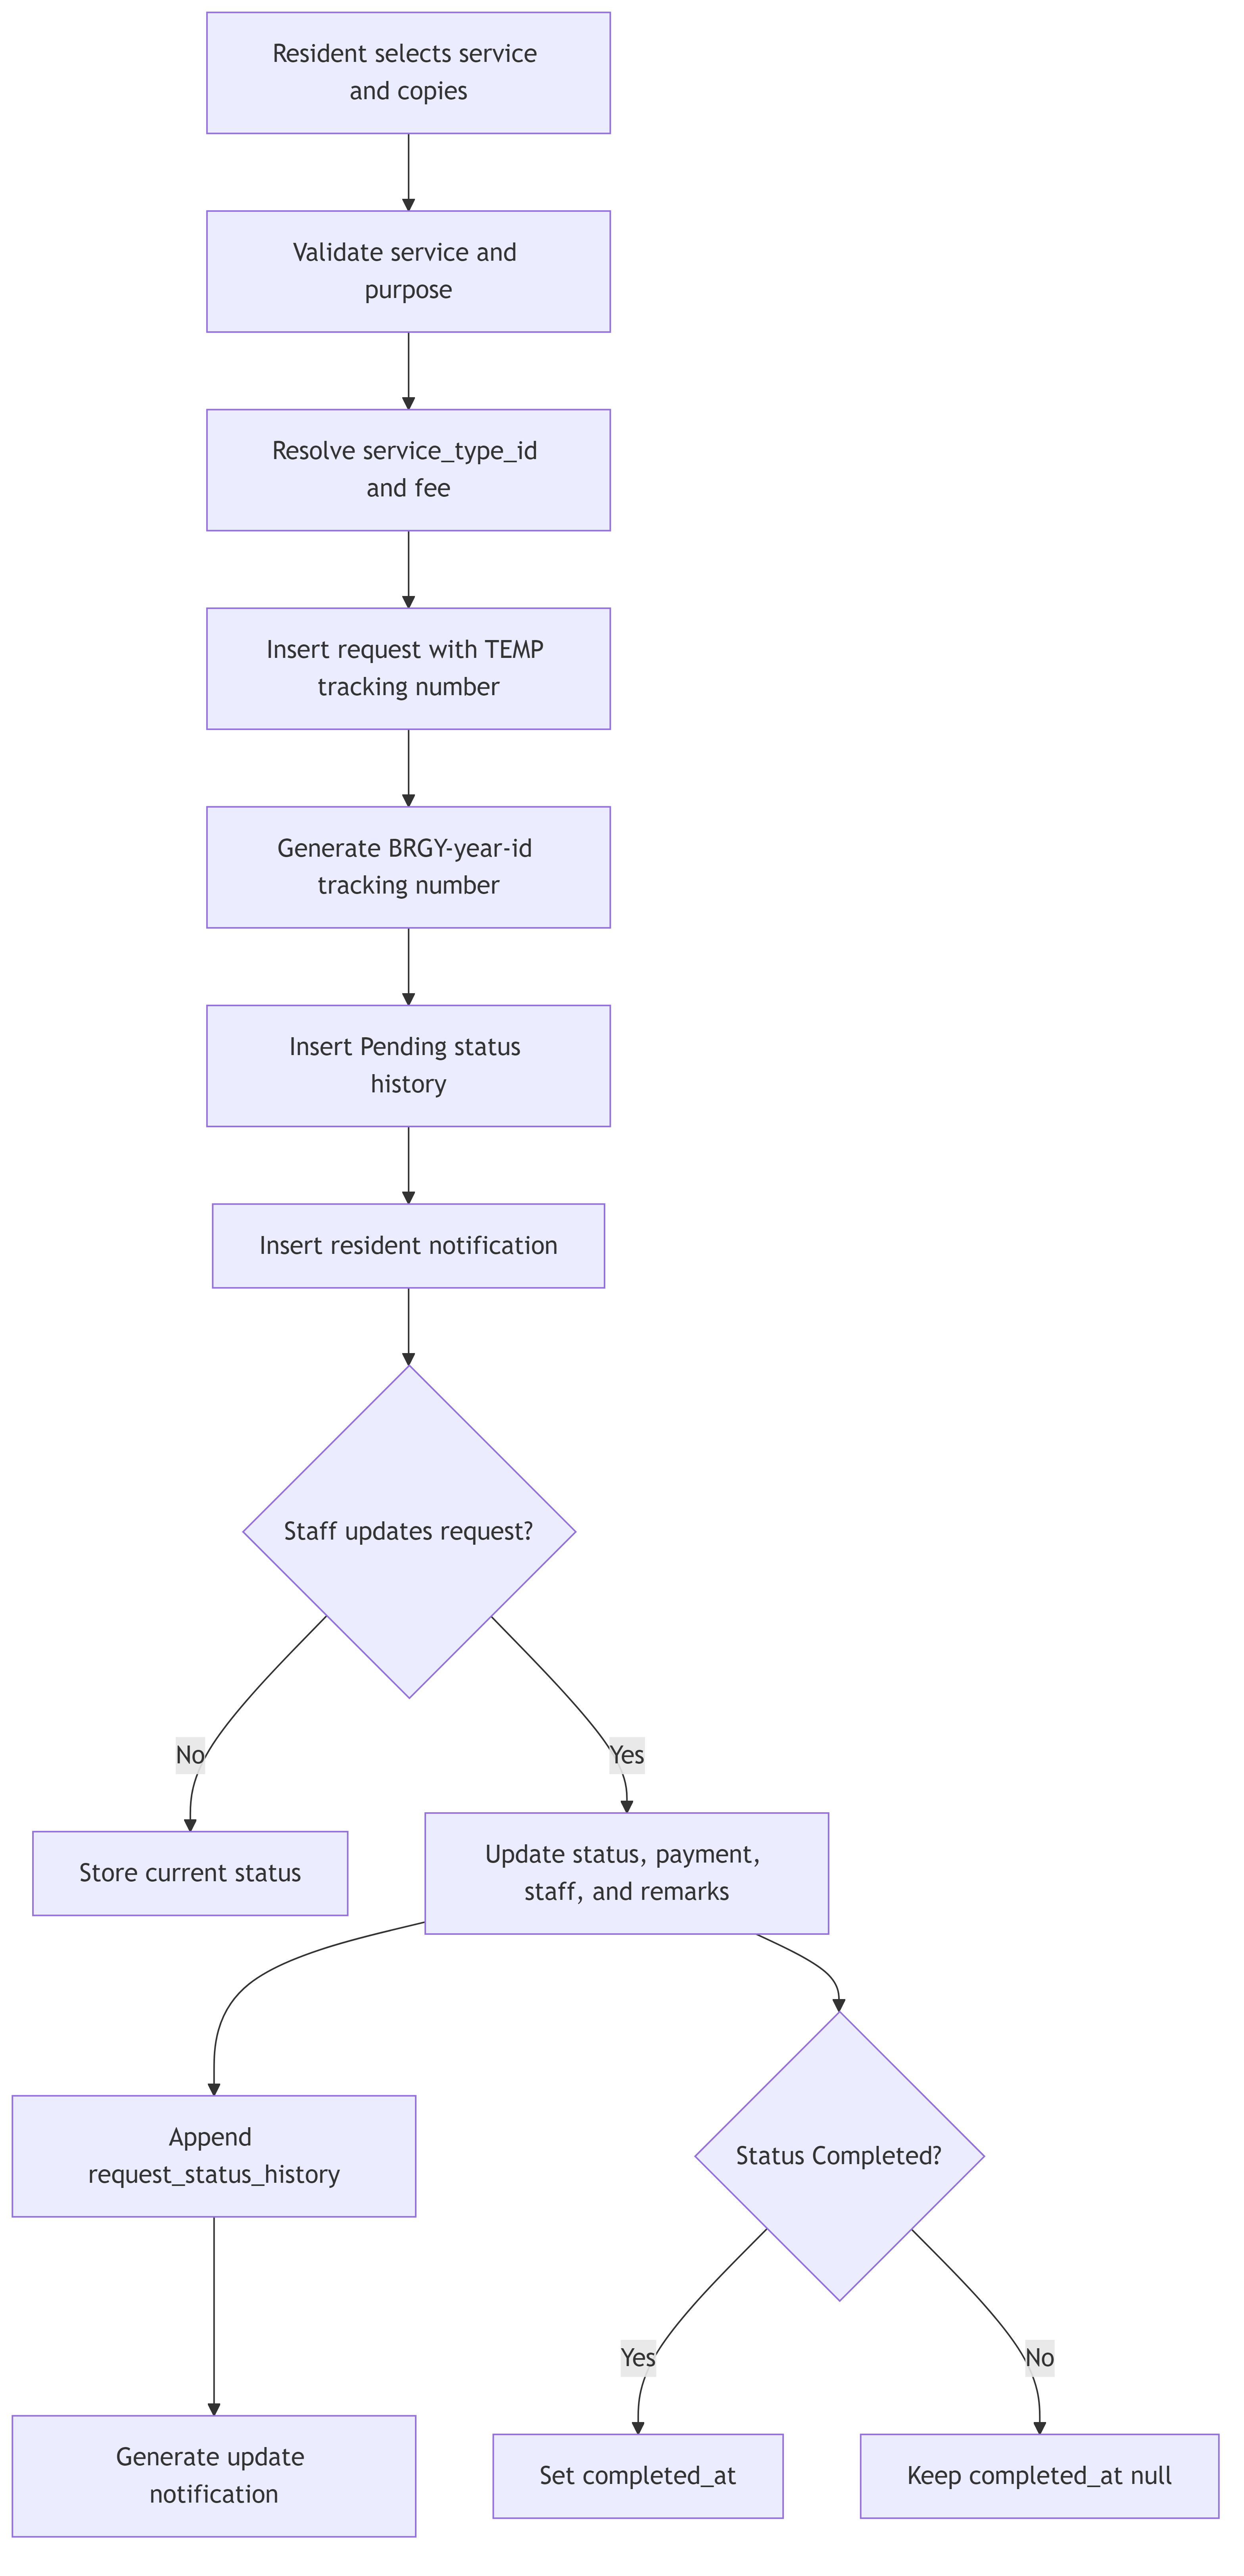 Resident selects service
and copies
Validate service and
purpose
Resolve service_type_id
and fee
Insert request with TEMP
tracking number
Generate BRGY-year-id
tracking number
Insert Pending status
history
Insert resident notification
Staff updates request?
No
Yes
Store current status
Update status, payment,
staff, and remarks
Append
request_status_history
Status Completed?
Yes
No
Generate update
notification
Set completed_at
Keep completed_at null